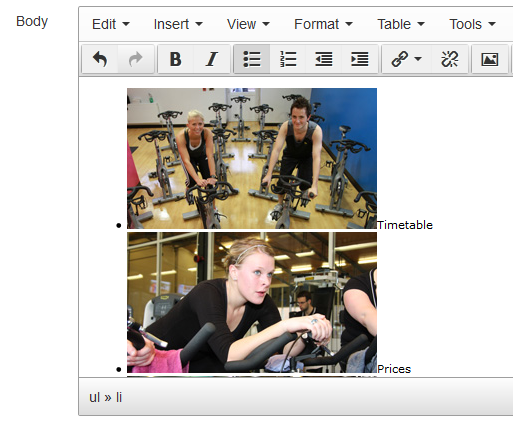 Body
Edit Insert View Format Table Tools
B I
Timetable
Prices
ul » li